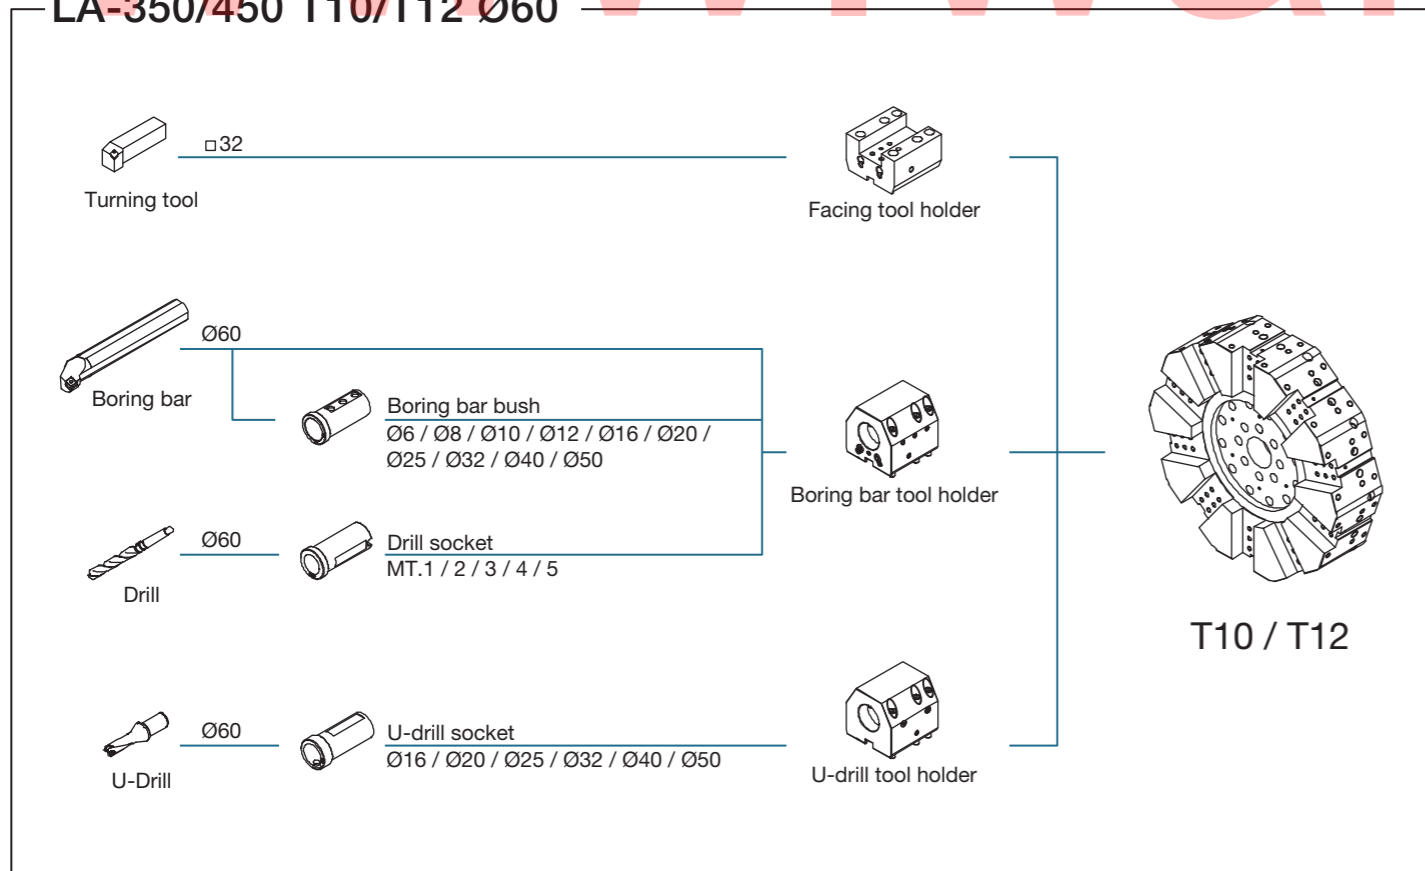 LA-350/450 T10/T12 Ø60
□32
Turning tool
Facing tool holder
Ø60
Boring bar
Boring bar bush
Ø6 / Ø8 / Ø10 / Ø12 / Ø16 / Ø20 /
Ø25 / Ø32 / Ø40 / Ø50
Boring bar tool holder
Ø60
Drill
Drill socket
MT.1 / 2 / 3 / 4 / 5
T10 / T12
Ø60
U-Drill
U-drill socket
Ø16 / Ø20 / Ø25 / Ø32 / Ø40 / Ø50
U-drill tool holder